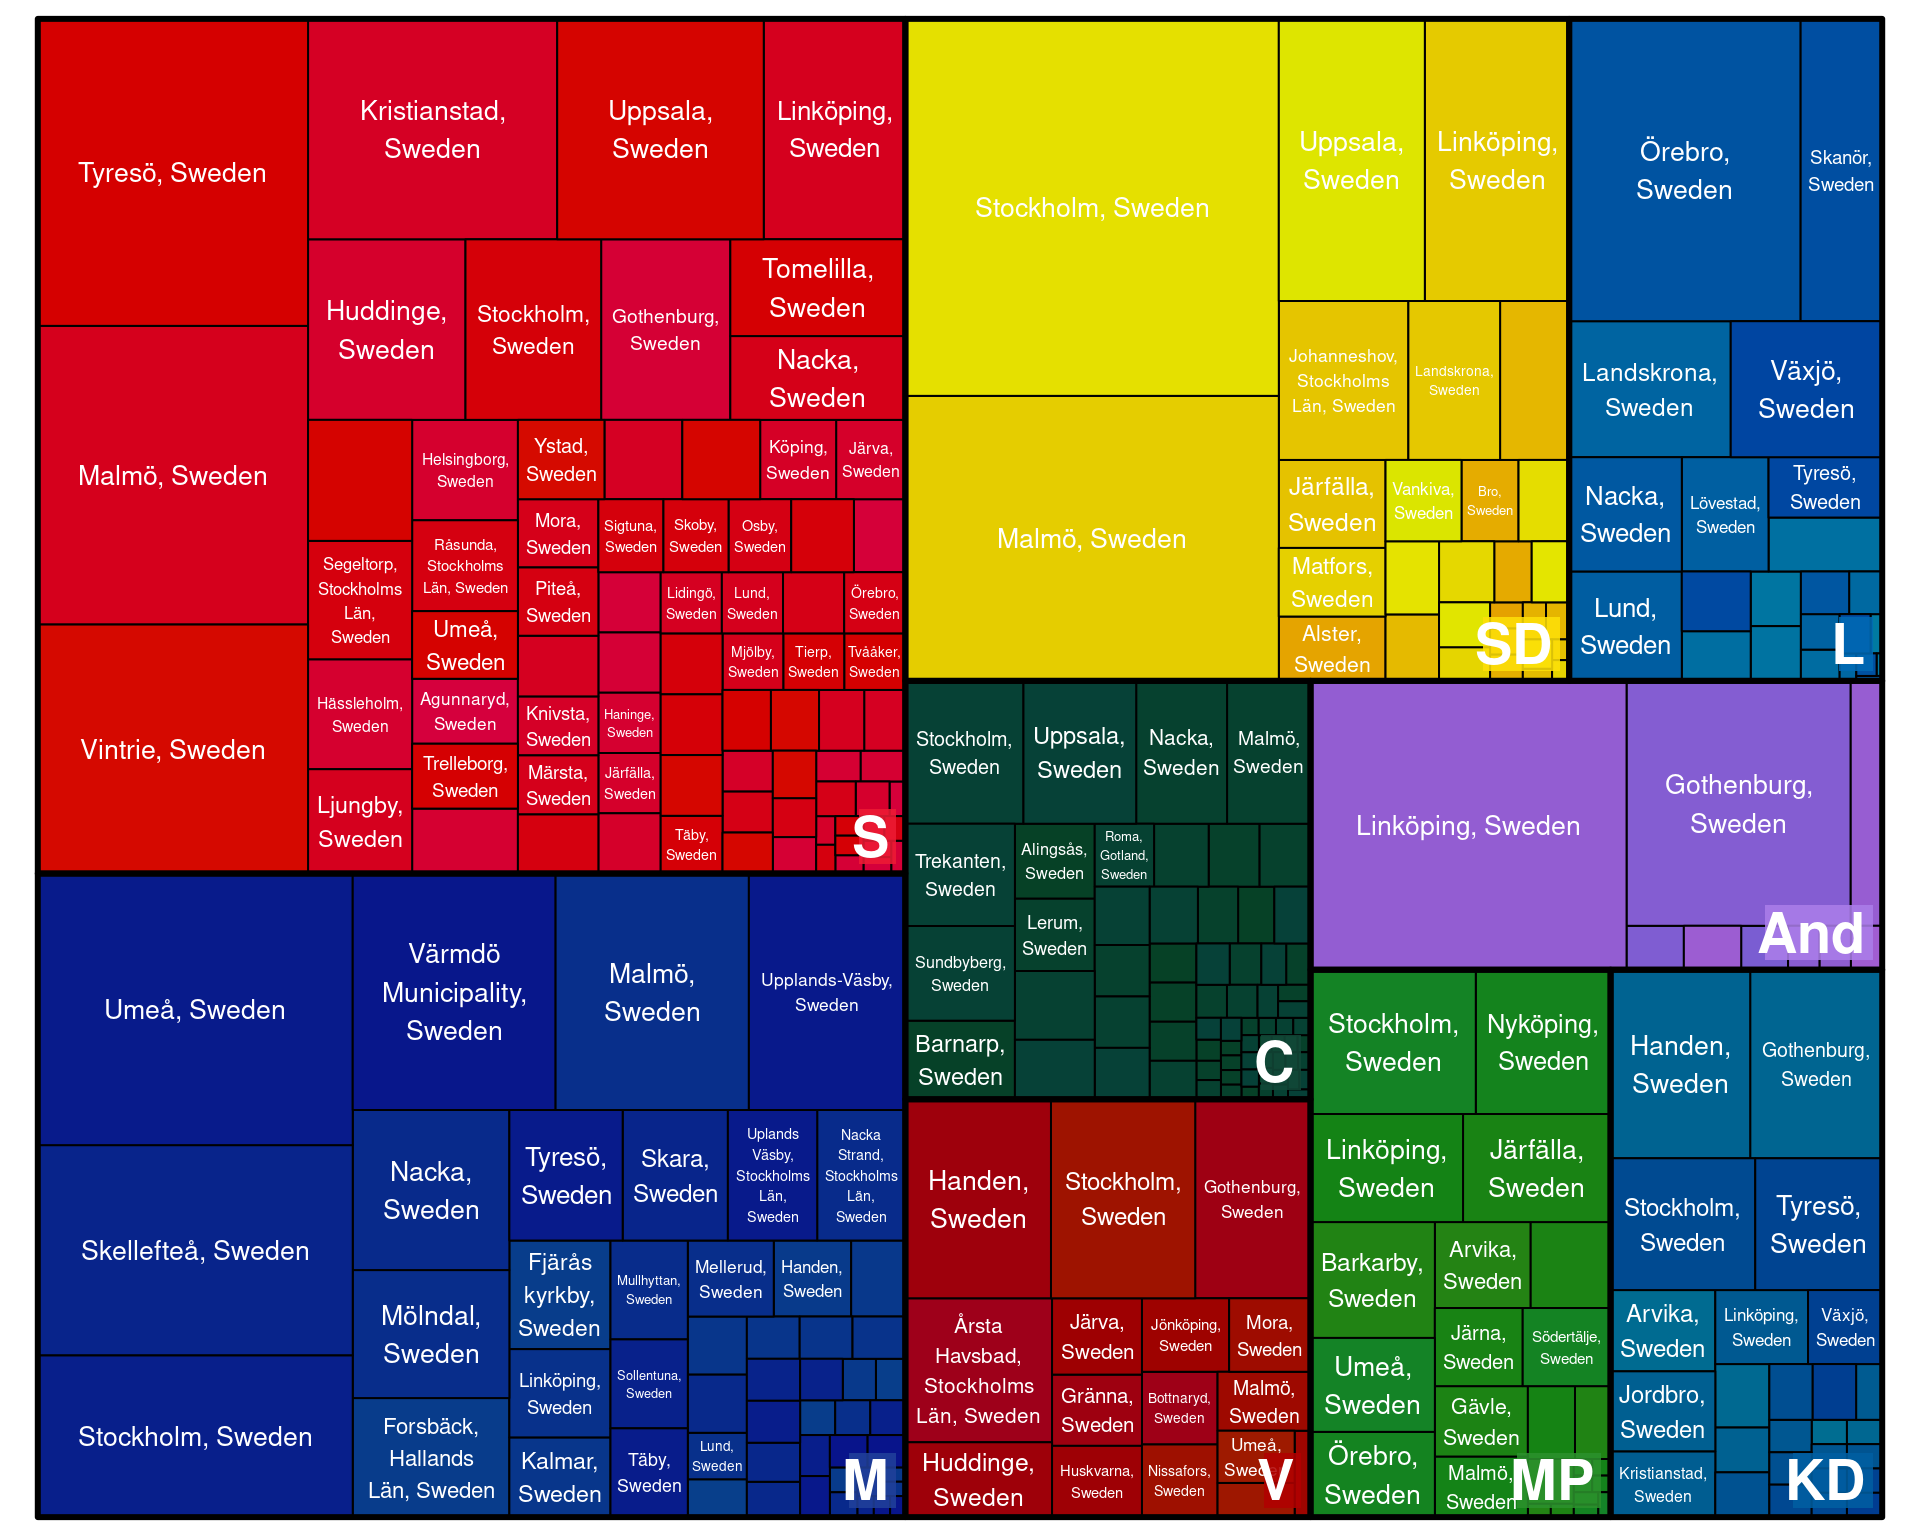 Tyresö, Sweden
Malmö, Sweden
Vintrie, Sweden
Kristianstad,
Sweden
Uppsala,
Sweden
Linköping,
Sweden
Huddinge,
Sweden
Stockholm,
Sweden
Gothenburg,
Sweden
Tomelilla,
Sweden
Nacka,
Sweden
Segeltorp,
Stockholms
Län,
Sweden
Hässleholm,
Sweden
Ljungby,
Sweden
Helsingborg,
Sweden
Råsunda,
Stockholms
Län, Sweden
Umeå,
Sweden
Agunnaryd,
Sweden
Trelleborg,
Sweden
Ystad,
Sweden
Köping,
Sweden
Järva,
Sweden
Mora,
Sweden
Piteå,
Sweden
Knivsta,
Sweden
Märsta,
Sweden
Sigtuna,
Sweden
Skoby,
Sweden
Osby,
Sweden
Lidingö,
Sweden
Lund,
Sweden
Örebro,
Sweden
Haninge,
Sweden
Järfälla,
Sweden
Mjölby,
Sweden
Tierp,
Sweden
Tvååker,
Sweden
Täby,
Sweden
S
Umeå, Sweden
Skellefteå, Sweden
Stockholm, Sweden
Värmdö
Municipality,
Sweden
Malmö,
Sweden
Upplands-Väsby,
Sweden
Nacka,
Sweden
Mölndal,
Sweden
Forsbäck,
Hallands
Län, Sweden
Tyresö,
Sweden
Skara,
Sweden
Uplands
Väsby,
Stockholms
Län,
Sweden
Nacka
Strand,
Stockholms
Län,
Sweden
Fjärås
kyrkby,
Sweden
Linköping,
Sweden
Kalmar,
Sweden
Mullhyttan,
Sweden
Sollentuna,
Sweden
Täby,
Sweden
Mellerud,
Sweden
Handen,
Sweden
Lund,
Sweden
M
Stockholm, Sweden
Malmö, Sweden
Uppsala,
Sweden
Linköping,
Sweden
Johanneshov,
Stockholms
Län, Sweden
Landskrona,
Sweden
Järfälla,
Sweden
Matfors,
Sweden
Alster,
Sweden
Vankiva,
Sweden
Bro,
Sweden
SD
Örebro,
Sweden
Skanör,
Sweden
Landskrona,
Sweden
Växjö,
Sweden
Nacka,
Sweden
Lövestad,
Sweden
Tyresö,
Sweden
Lund,
Sweden
L
Stockholm,
Sweden
Uppsala,
Sweden
Nacka,
Sweden
Malmö,
Sweden
Trekanten,
Sweden
Sundbyberg,
Sweden
Barnarp,
Sweden
Alingsås,
Sweden
Lerum,
Sweden
Roma,
Gotland,
Sweden
C
Linköping, Sweden
Gothenburg,
Sweden
And
Handen,
Sweden
Stockholm,
Sweden
Gothenburg,
Sweden
Årsta
Havsbad,
Stockholms
Län, Sweden
Huddinge,
Sweden
Järva,
Sweden
Gränna,
Sweden
Huskvarna,
Sweden
Jönköping,
Sweden
Mora,
Sweden
Bottnaryd,
Sweden
Nissafors,
Sweden
Malmö,
Sweden
Umeå,
Sweden
V
Stockholm,
Sweden
Nyköping,
Sweden
Linköping,
Sweden
Järfälla,
Sweden
Barkarby,
Sweden
Umeå,
Sweden
Örebro,
Sweden
Arvika,
Sweden
Järna,
Sweden
Södertälje,
Sweden
Gävle,
Sweden
Malmö,
Sweden
MP
Handen,
Sweden
Gothenburg,
Sweden
Stockholm,
Sweden
Tyresö,
Sweden
Arvika,
Sweden
Jordbro,
Sweden
Kristianstad,
Sweden
Linköping,
Sweden
Växjö,
Sweden
KD